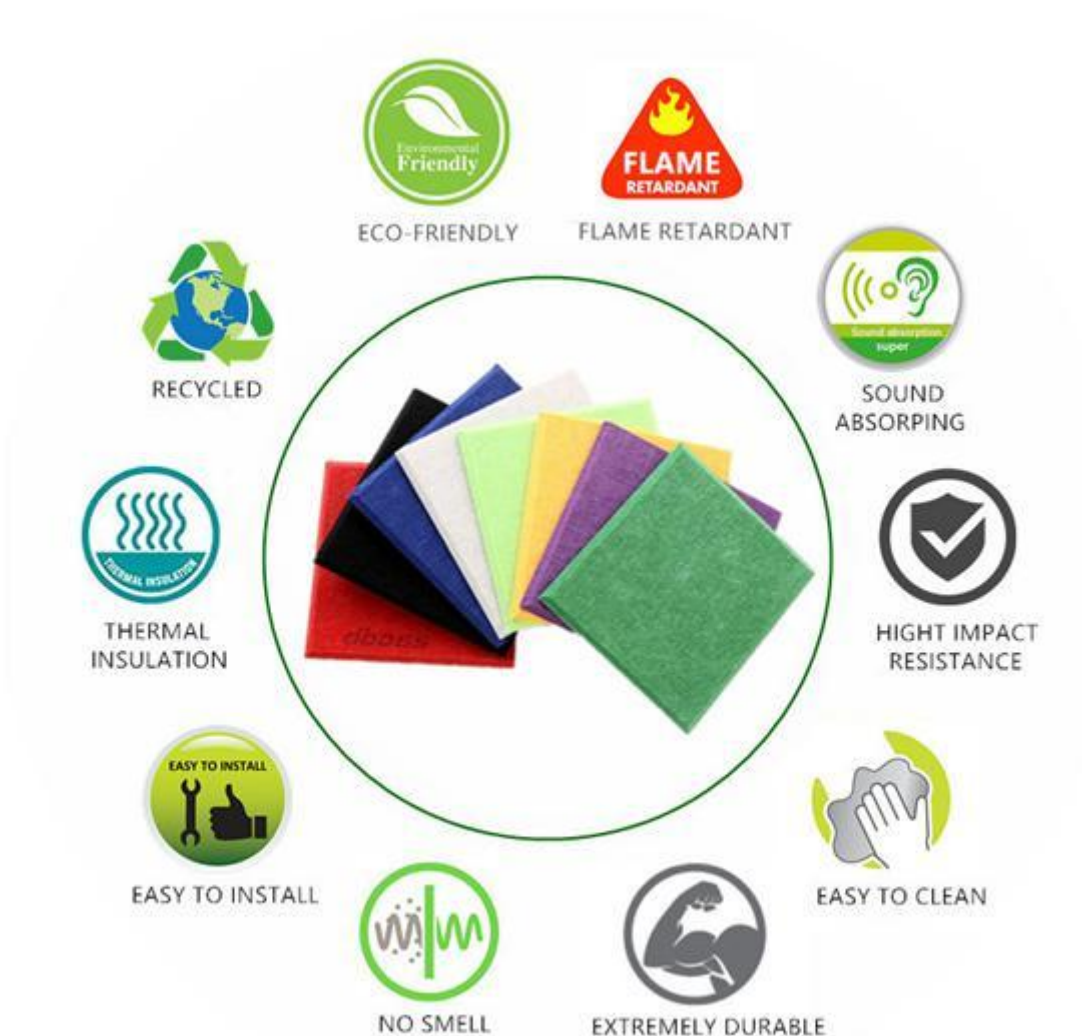 Environmental
Friendly
ECO-FRIENDLY
FLAME
RETARDANT
FLAME RETARDANT
RECYCLED
Sound absorption
super
SOUND
ABSORPING
THERMAL INSULATION
THERMAL
INSULATION
dbobsi
HIGHT IMPACT
RESISTANCE
EASY TO INSTALL
EASY TO INSTALL
EASY TO CLEAN
NO SMELL
EXTREMELY DURABLE